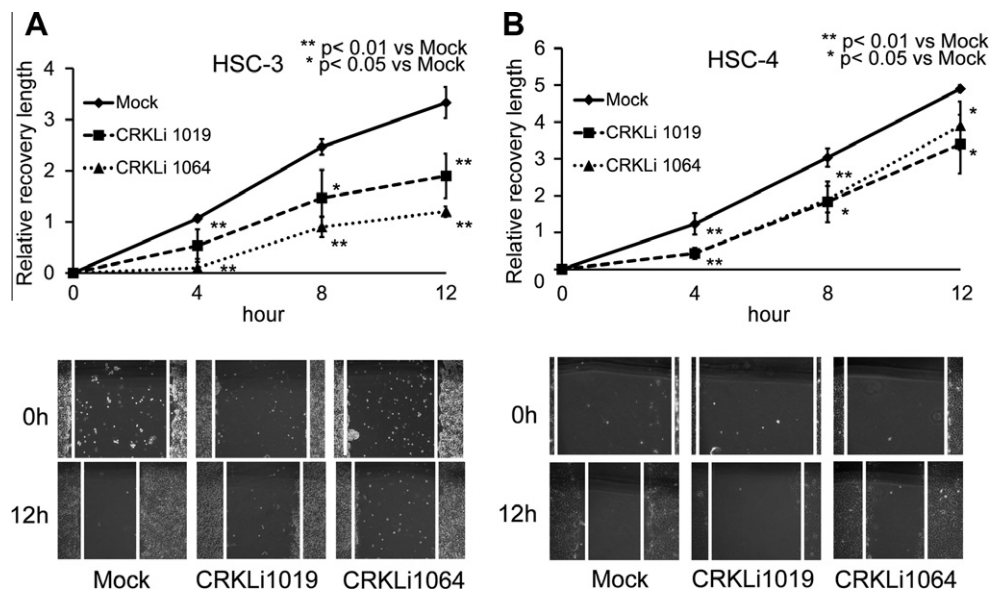 A
HSC-3
** p< 0.01 vs Mock
* p< 0.05 vs Mock
Relative recovery length
4
3
2
1
0
Mock
CRKLi 1019
CRKLi 1064
**
**
*
**
**
**
0 4 8 12
hour
B
HSC-4
** p< 0.01 vs Mock
* p< 0.05 vs Mock
Relative recovery length
6
5
4
3
2
1
0
Mock
CRKLi 1019
CRKLi 1064
**
**
**
*
*
*
0 4 8 12
hour
0h
12h
Mock CRKLi1019 CRKLi1064
0h
12h
Mock CRKLi1019 CRKLi1064